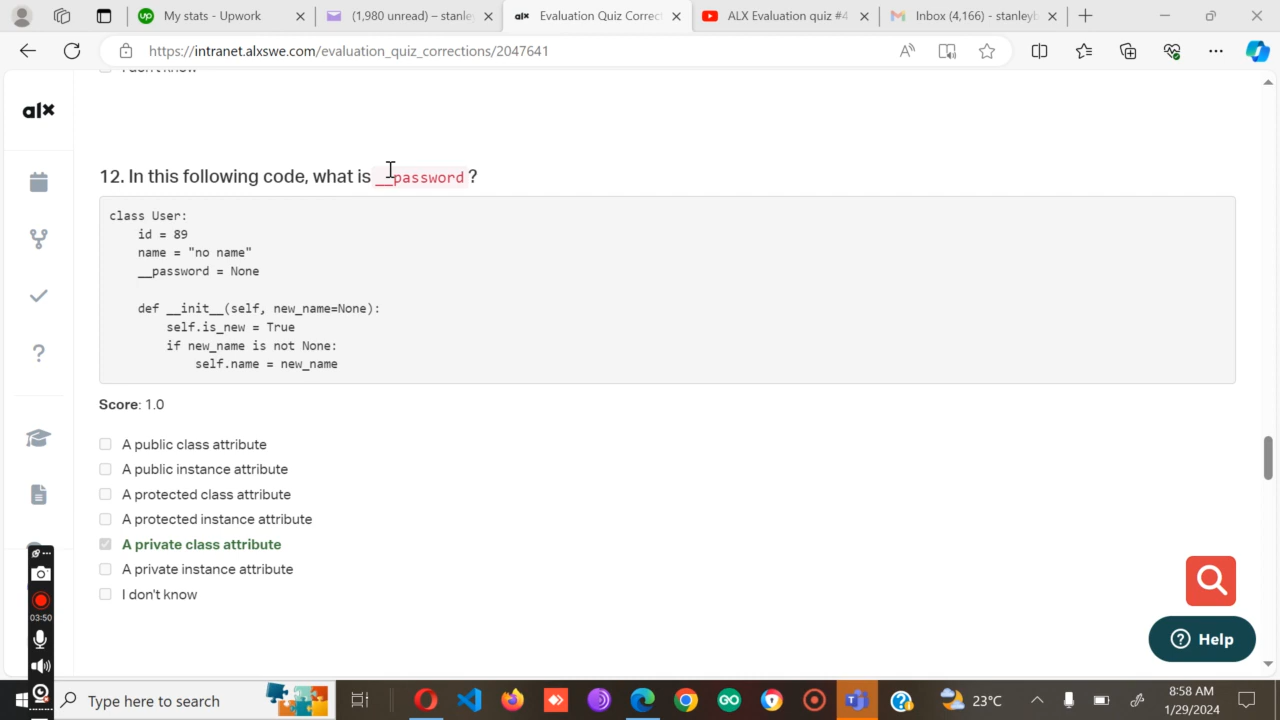 My stats - Upwork
(1,980 unread) – stanle
Evaluation Quiz Correc
ALX Evaluation quiz #4
Inbox (4,166) - stanleyb
https://intranet.alxswe.com/evaluation_quiz_corrections/2047641
I don't know
alx
12. In this following code, what is __password?
class User:
    id = 89
    name = "no name"
    __password = None
    def __init__(self, new_name=None):
        self.is_new = True
        if new_name is not None:
            self.name = new_name
Score: 1.0
A public class attribute
A public instance attribute
A protected class attribute
A protected instance attribute
A private class attribute
A private instance attribute
I don't know
03:50
Help
Type here to search
23°C
8:58 AM
1/29/2024